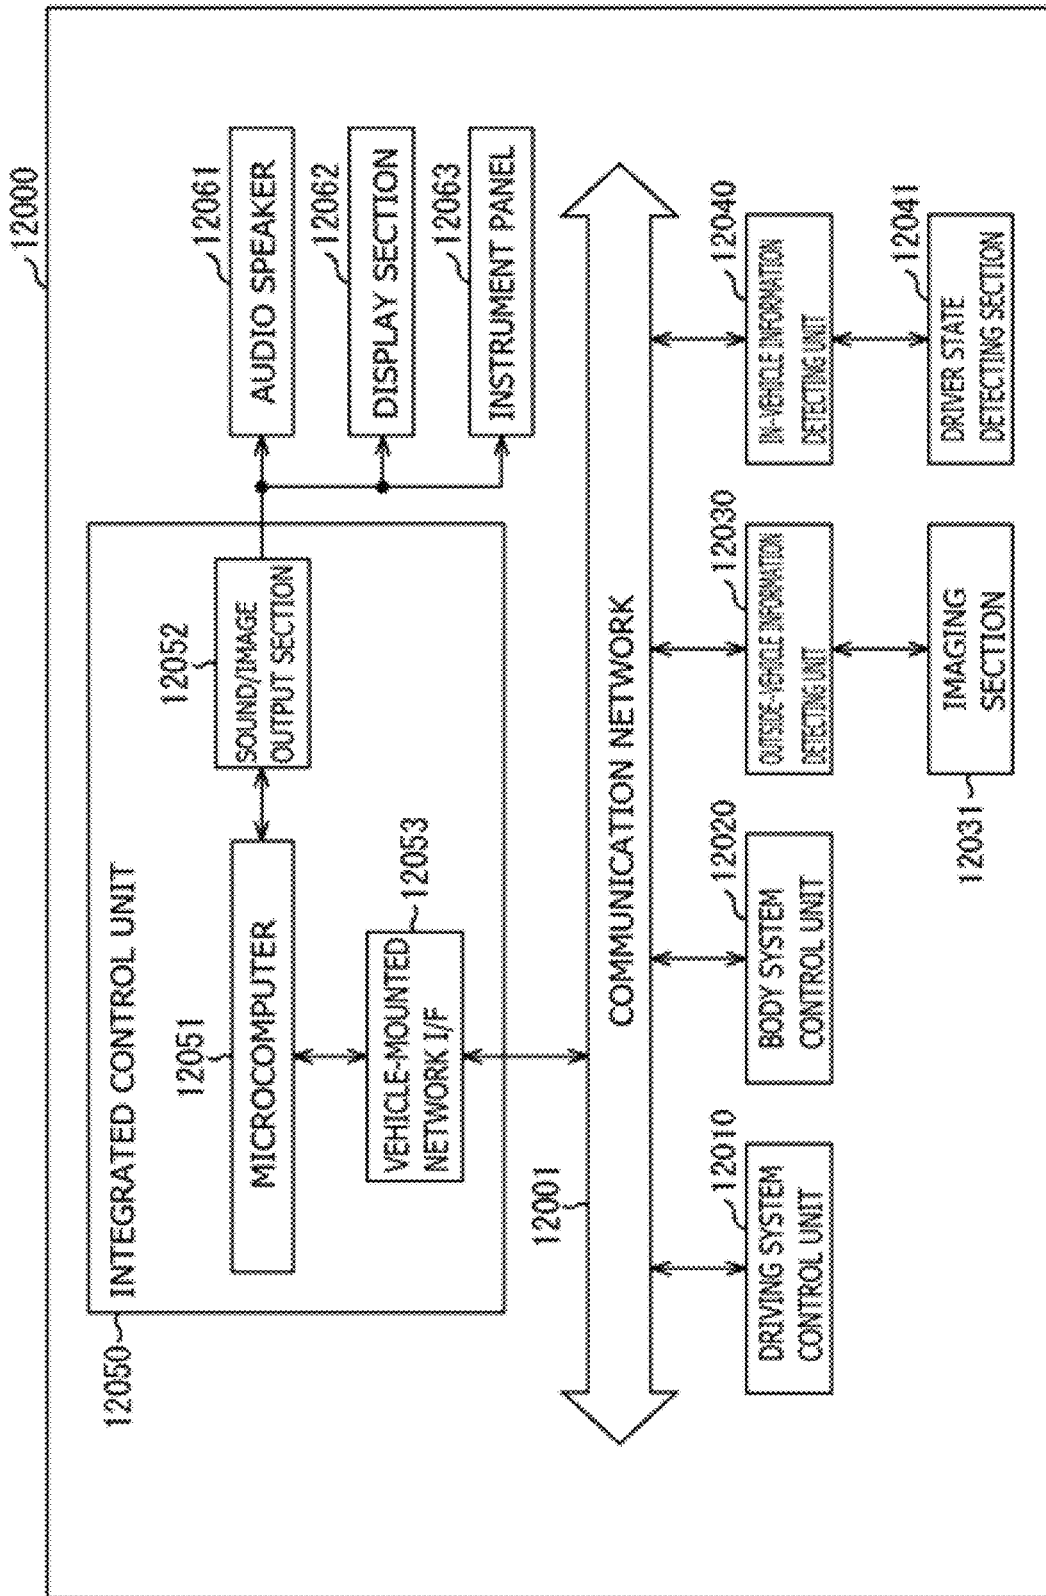 12000
12050
INTEGRATED CONTROL UNIT
12051
MICROCOMPUTER
12052
SOUND/IMAGE
OUTPUT SECTION
12053
VEHICLE-MOUNTED
NETWORK I/F
12061
AUDIO SPEAKER
12062
DISPLAY SECTION
12063
INSTRUMENT PANEL
12001
COMMUNICATION NETWORK
12010
DRIVING SYSTEM
CONTROL UNIT
12020
BODY SYSTEM
CONTROL UNIT
12030
OUTSIDE-VEHICLE INFORMATION
DETECTING UNIT
12040
IN-VEHICLE INFORMATION
DETECTING UNIT
12031
IMAGING
SECTION
12041
DRIVER STATE
DETECTING SECTION